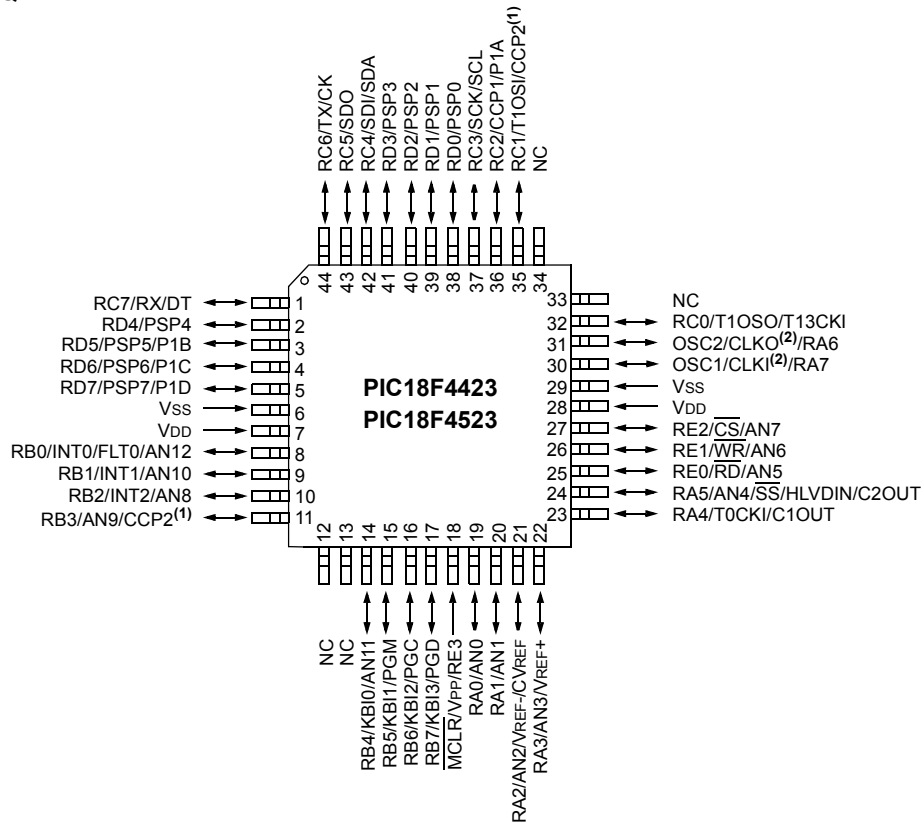 RC6/TX/CK
RC5/SDO
RC4/SDI/SDA
RD3/PSP3
RD2/PSP2
RD1/PSP1
RD0/PSP0
RC3/SCK/SCL
RC2/CCP1/P1A
RC1/T1OSI/CCP2(1)
NC
44
43
42
41
40
39
38
37
36
35
34
RC7/RX/DT 1
RD4/PSP4 2
RD5/PSP5/P1B 3
RD6/PSP6/P1C 4
RD7/PSP7/P1D 5
VSS 6
VDD 7
RB0/INT0/FLT0/AN12 8
RB1/INT1/AN10 9
RB2/INT2/AN8 10
RB3/AN9/CCP2(1) 11
PIC18F4423
PIC18F4523
33 NC
32 RC0/T1OSO/T13CKI
31 OSC2/CLKO(2)/RA6
30 OSC1/CLKI(2)/RA7
29 VSS
28 VDD
27 RE2/CS/AN7
26 RE1/WR/AN6
25 RE0/RD/AN5
24 RA5/AN4/SS/HLVDIN/C2OUT
23 RA4/T0CKI/C1OUT
12
13
14
15
16
17
18
19
20
21
22
NC
NC
RB4/KBI0/AN11
RB5/KBI1/PGM
RB6/KBI2/PGC
RB7/KBI3/PGD
MCLR/VPP/RE3
RA0/AN0
RA1/AN1
RA2/AN2/VREF-/CVREF
RA3/AN3/VREF+